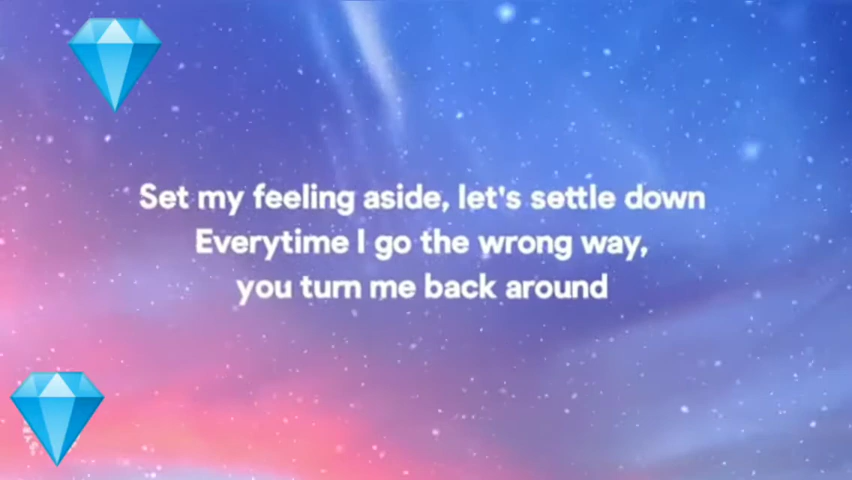 Set my feeling aside, let's settle down
Everytime I go the wrong way,
you turn me back around